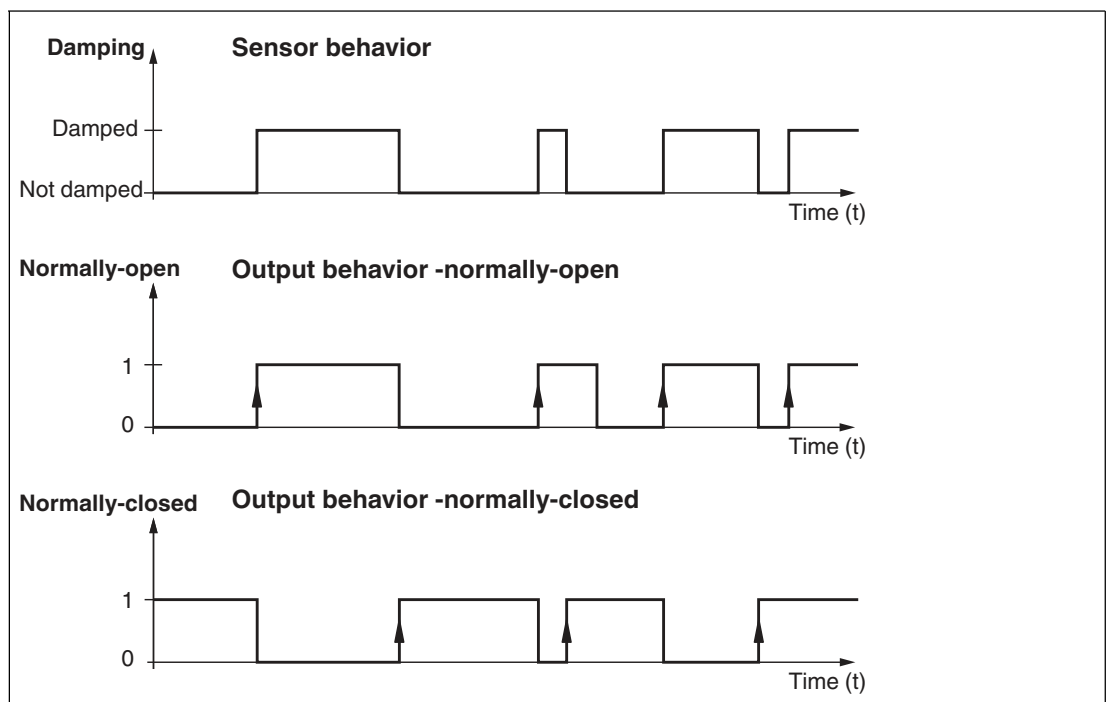 Damping
Sensor behavior
Damped
Not damped
Time (t)
Normally-open
Output behavior -normally-open
1
0
Time (t)
Normally-closed
Output behavior -normally-closed
1
0
Time (t)